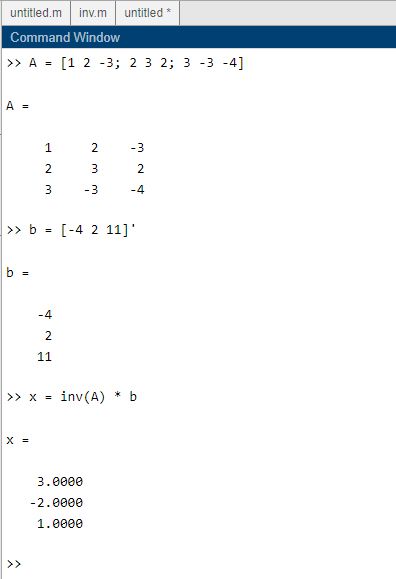 untitled.m inv.m untitled *
Command Window
>> A = [1 2 -3; 2 3 2; 3 -3 -4]
A =
1 2 -3
2 3 2
3 -3 -4
>> b = [-4 2 11]'
b =
-4
2
11
>> x = inv(A) * b
x =
3.0000
-2.0000
1.0000
>>